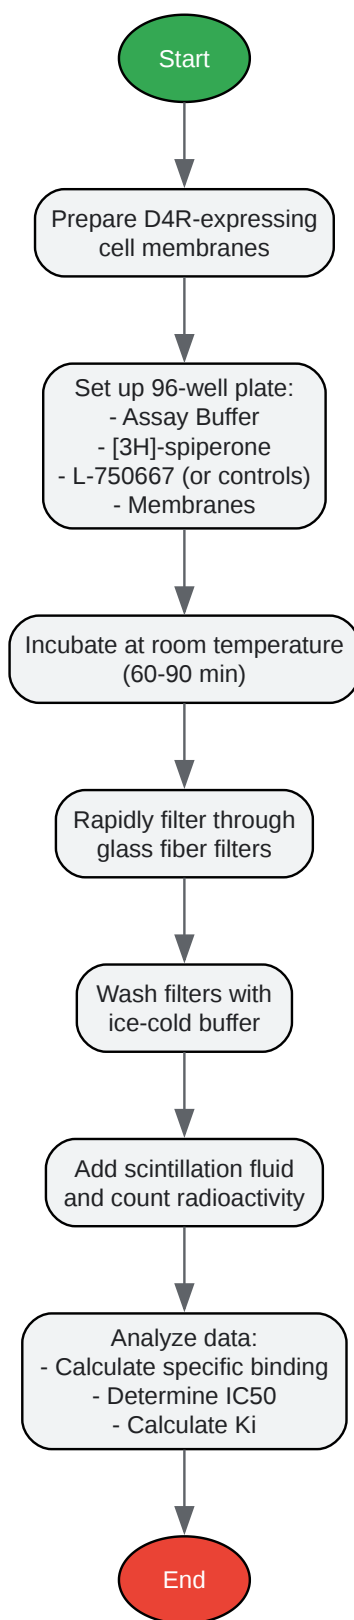 Start
Prepare D4R-expressing
cell membranes
Set up 96-well plate:
- Assay Buffer
- [3H]-spiperone
- L-750667 (or controls)
- Membranes
Incubate at room temperature
(60-90 min)
Rapidly filter through
glass fiber filters
Wash filters with
ice-cold buffer
Add scintillation fluid
and count radioactivity
Analyze data:
- Calculate specific binding
- Determine IC50
- Calculate Ki
End